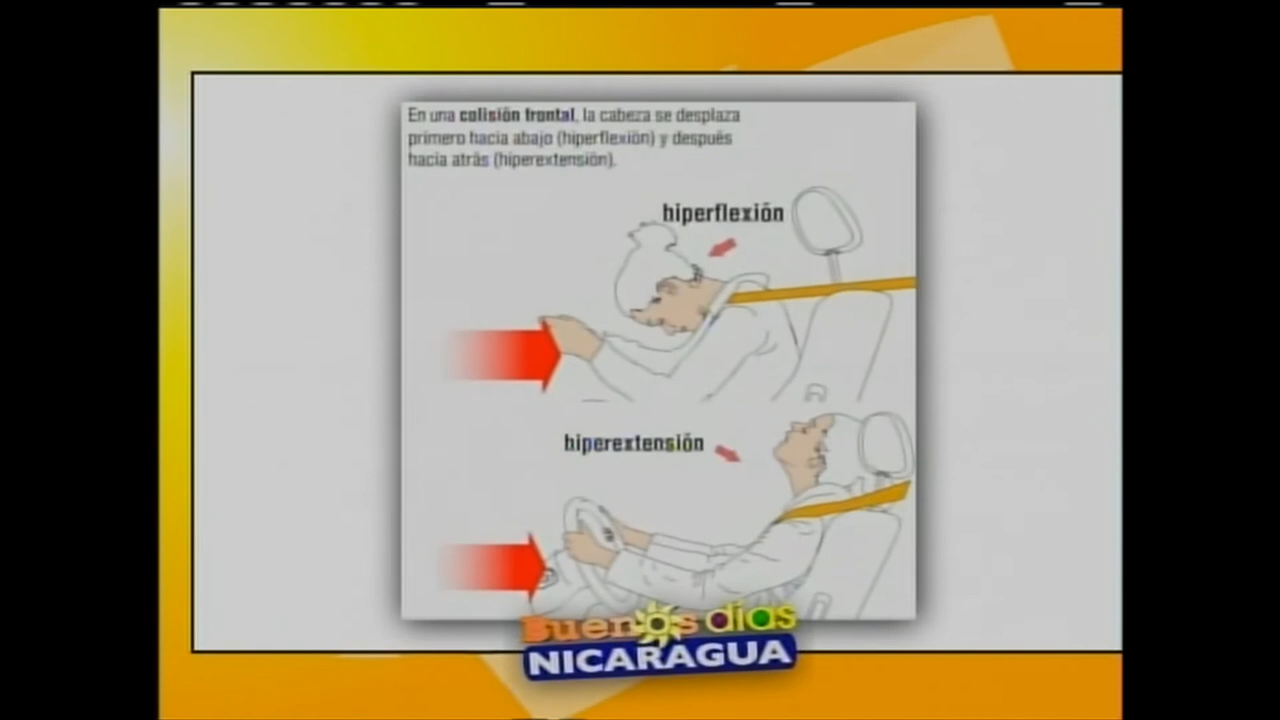 En una colisión frontal, la cabeza se desplaza
primero hacia abajo (hiperflexión) y después
hacia atrás (hiperextensión).
hiperflexión
hiperextensión
Buenos días
NICARAGUA